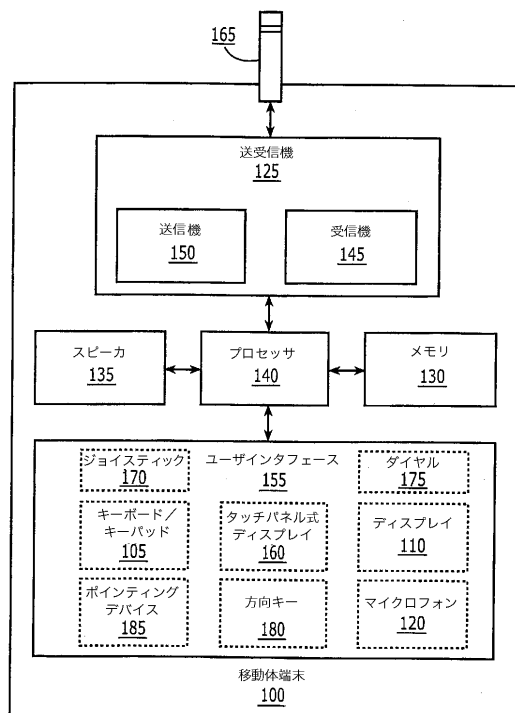 165
送受信機
125
送信機
150
受信機
145
スピーカ
135
プロセッサ
140
メモリ
130
ジョイスティック
170
ユーザインタフェース
155
ダイヤル
175
キーボード/
キーパッド
105
タッチパネル式
ディスプレイ
160
ディスプレイ
110
ポインティング
デバイス
185
方向キー
180
マイクロフォン
120
移動体端末
100